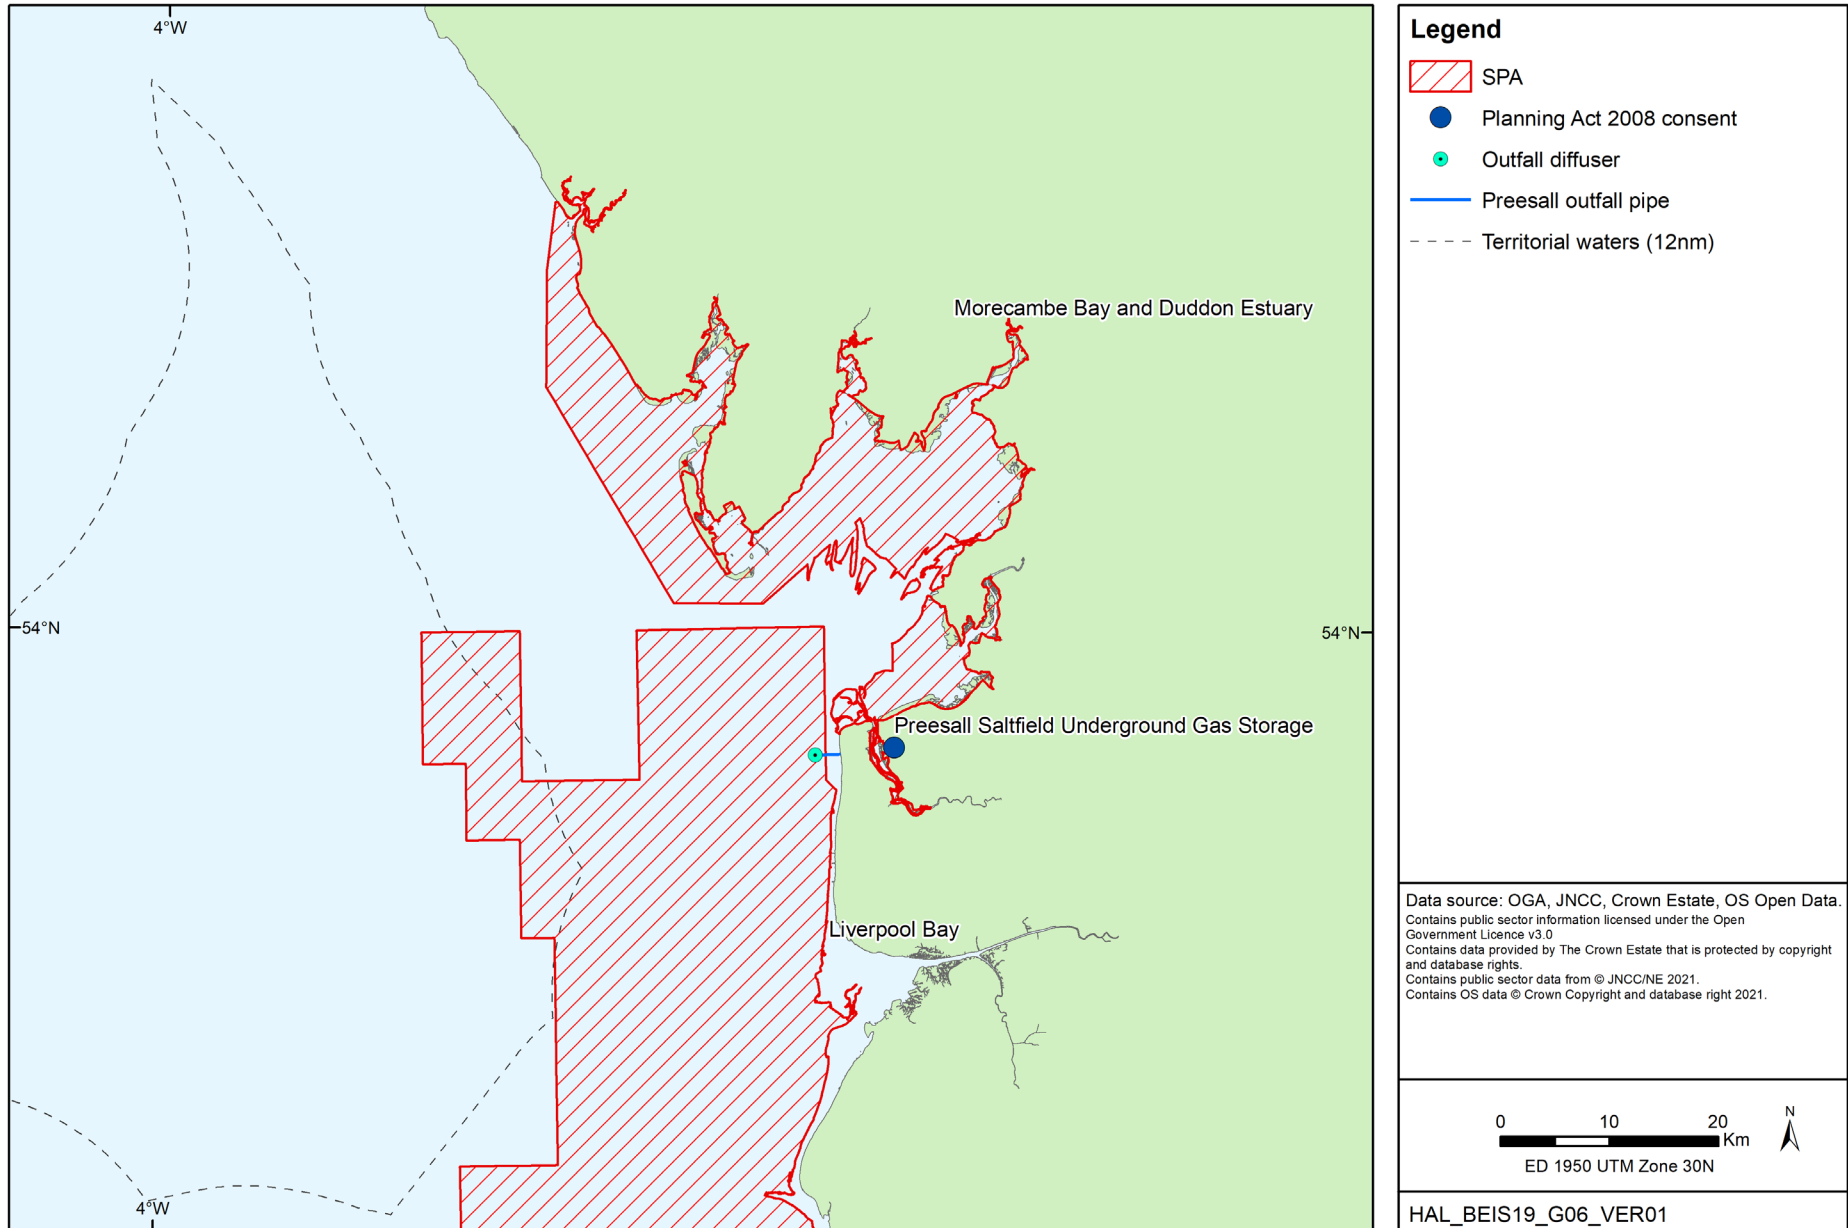 4°W
Morecambe Bay and Duddon Estuary
54°N
54°N
Preesall Saltfield Underground Gas Storage
Liverpool Bay
4°W
Legend
SPA
Planning Act 2008 consent
Outfall diffuser
Preesall outfall pipe
Territorial waters (12nm)
Data source: OGA, JNCC, Crown Estate, OS Open Data.
Contains public sector information licensed under the Open
Government Licence v3.0
Contains data provided by The Crown Estate that is protected by copyright
and database rights.
Contains public sector data from © JNCC/NE 2021.
Contains OS data © Crown Copyright and database right 2021.
0 10 20
Km
N
ED 1950 UTM Zone 30N
HAL_BEIS19_G06_VER01